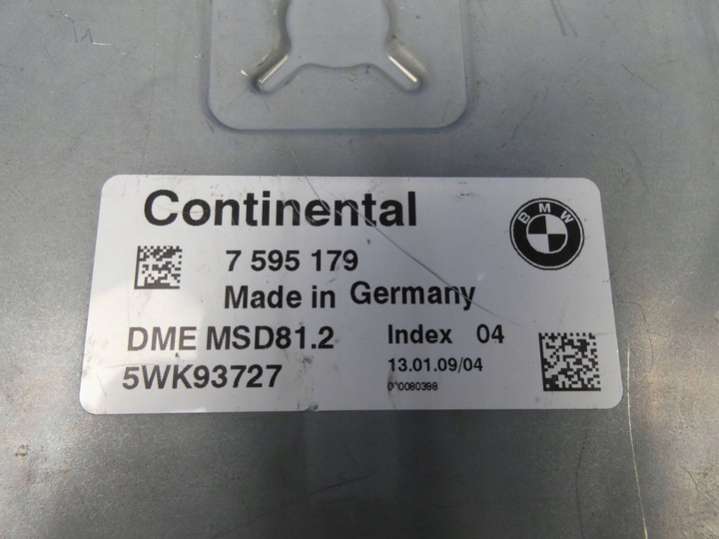 Continental
BMW
7 595 179
Made in Germany
DME MSD81.2
Index 04
5WK93727
13.01.09/04